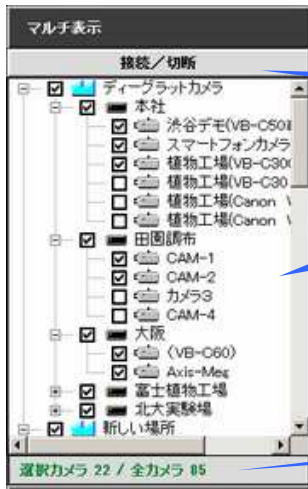 マルチ表示
接続／切断
ディーグラットカメラ
本社
渋谷デモ(VB-C50i
スマートフォンカメラ
植物工場(VB-C300
植物工場(VB-C30
植物工場(Canon V
植物工場(Canon V
田園調布
CAM-1
CAM-2
カメラ3
CAM-4
大阪
(VB-C60)
Axis-Meg
富士植物工場
北大実験場
新しい場所
選択カメラ 22 / 全カメラ 85